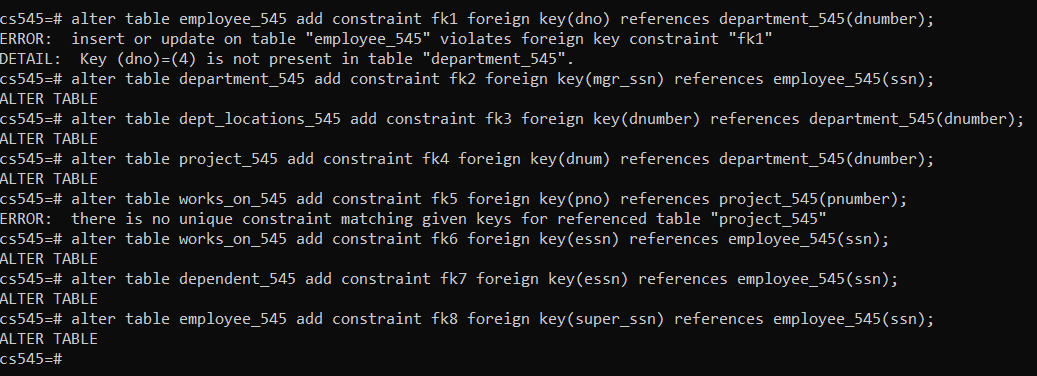 cs545=# alter table employee_545 add constraint fk1 foreign key(dno) references department_545(dnumber);
ERROR:  insert or update on table "employee_545" violates foreign key constraint "fk1"
DETAIL:  Key (dno)=(4) is not present in table "department_545".
cs545=# alter table department_545 add constraint fk2 foreign key(mgr_ssn) references employee_545(ssn);
ALTER TABLE
cs545=# alter table dept_locations_545 add constraint fk3 foreign key(dnumber) references department_545(dnumber);
ALTER TABLE
cs545=# alter table project_545 add constraint fk4 foreign key(dnum) references department_545(dnumber);
ALTER TABLE
cs545=# alter table works_on_545 add constraint fk5 foreign key(pno) references project_545(pnumber);
ERROR:  there is no unique constraint matching given keys for referenced table "project_545"
cs545=# alter table works_on_545 add constraint fk6 foreign key(essn) references employee_545(ssn);
ALTER TABLE
cs545=# alter table dependent_545 add constraint fk7 foreign key(essn) references employee_545(ssn);
ALTER TABLE
cs545=# alter table employee_545 add constraint fk8 foreign key(super_ssn) references employee_545(ssn);
ALTER TABLE
cs545=#